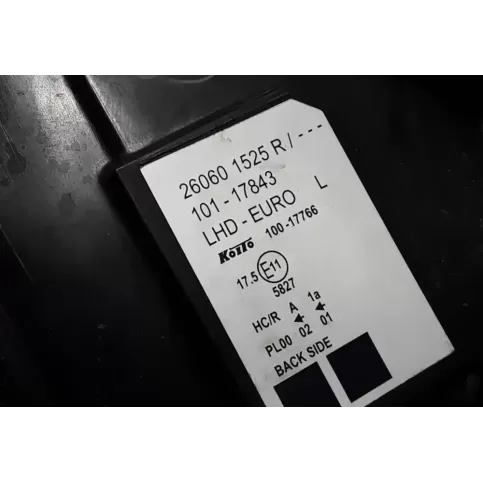 26060 1525 R / ---
101 - 17843
LHD - EURO L
KOITO 100-17766
17.5 E11
5827
HC/R A 1a
PL00 02 01
BACK SIDE